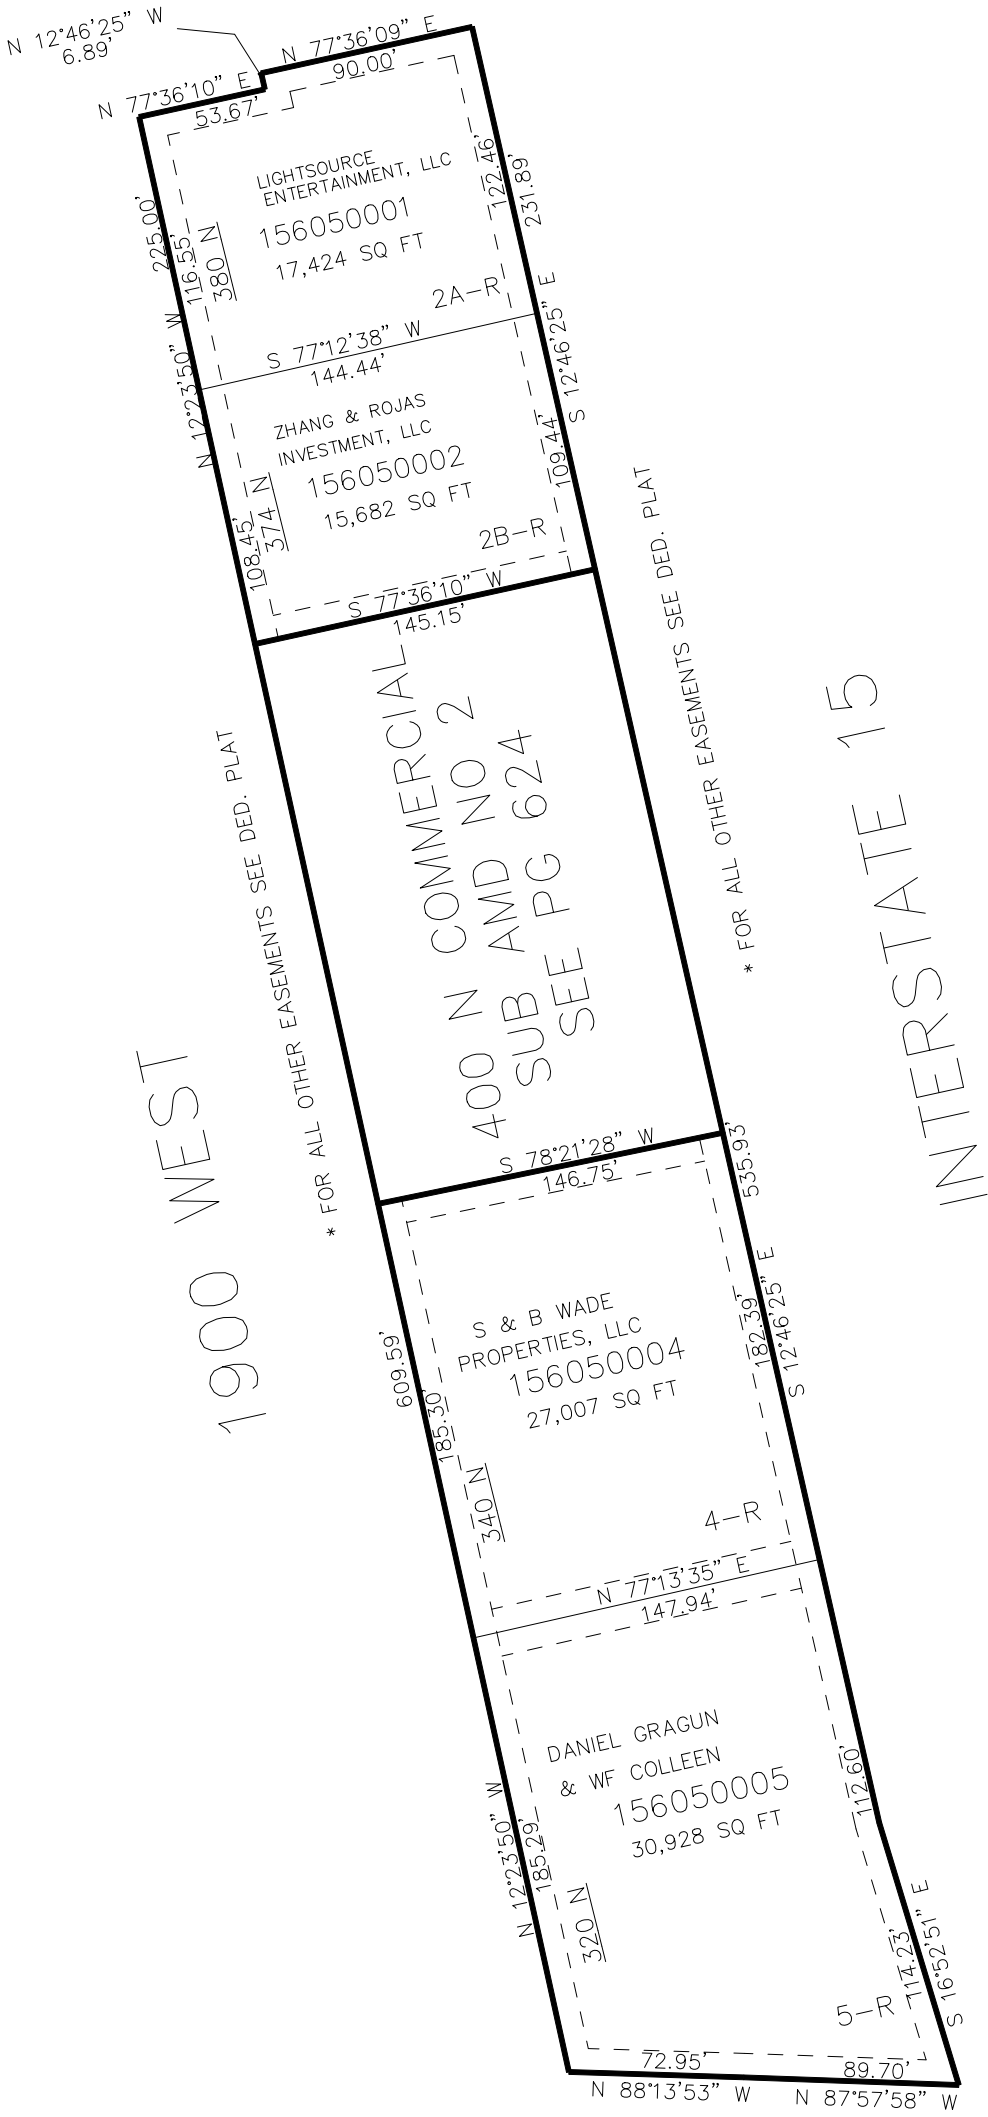 N 12°46'25" W
6.89'
N 77°36'09" E
90.00'
N 77°36'10" E
53.67'
LIGHTSOURCE
ENTERTAINMENT, LLC
156050001
17,424 SQ FT
2A-R
380 N
225.00'
116.55'
122.46'
231.89'
N 12°23'50" W
S 12°46'25" E
S 77°12'38" W
144.44'
ZHANG & ROJAS
INVESTMENT, LLC
156050002
15,682 SQ FT
2B-R
374 N
108.45'
109.44'
S 77°36'10" W
145.15'
400 N COMMERCIAL
SUB AMD NO 2
SEE PG 624
* FOR ALL OTHER EASEMENTS SEE DED. PLAT
* FOR ALL OTHER EASEMENTS SEE DED. PLAT
1900 WEST
INTERSTATE 15
S 78°21'28" W
146.75'
535.93'
S 12°46'25" E
182.39'
609.59'
185.30'
S & B WADE
PROPERTIES, LLC
156050004
27,007 SQ FT
4-R
340 N
N 77°13'35" E
147.94'
DANIEL GRAGUN
& WF COLLEEN
156050005
30,928 SQ FT
5-R
320 N
N 12°23'50" W
185.29'
112.60'
114.23'
S 16°52'51" E
72.95'
89.70'
N 88°13'53" W
N 87°57'58" W